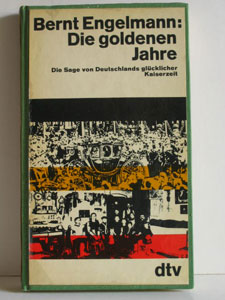 Bernt Engelmann:
Die goldenen
Jahre
Die Sage von Deutschlands glücklicher
Kaiserzeit
dtv